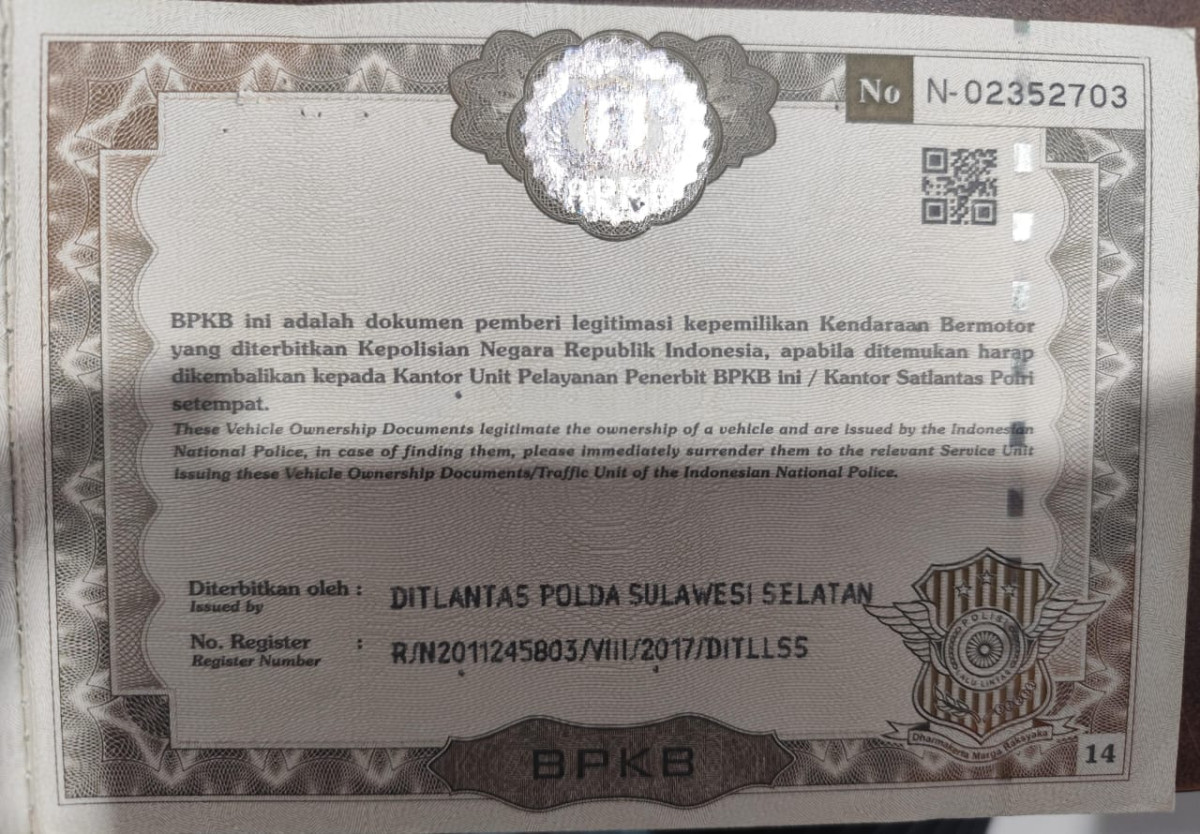 No N-02352703
BPKB
BPKB ini adalah dokumen pemberi legitimasi kepemilikan Kendaraan Bermotor
yang diterbitkan Kepolisian Negara Republik Indonesia, apabila ditemukan harap
dikembalikan kepada Kantor Unit Pelayanan Penerbit BPKB ini / Kantor Satlantas Polri
setempat.
These Vehicle Ownership Documents legitimate the ownership of a vehicle and are issued by the Indonesian
National Police, in case of finding them, please immediately surrender them to the relevant Service Unit
issuing these Vehicle Ownership Documents/Traffic Unit of the Indonesian National Police.
Diterbitkan oleh : DITLANTAS POLDA SULAWESI SELATAN
Issued by
No. Register : R/N2011245803/VIII/2017/DITLLSS
Register Number
POLISI
LALU LINTAS
Dharmakerta Marga Raksyaka
BPKB
14